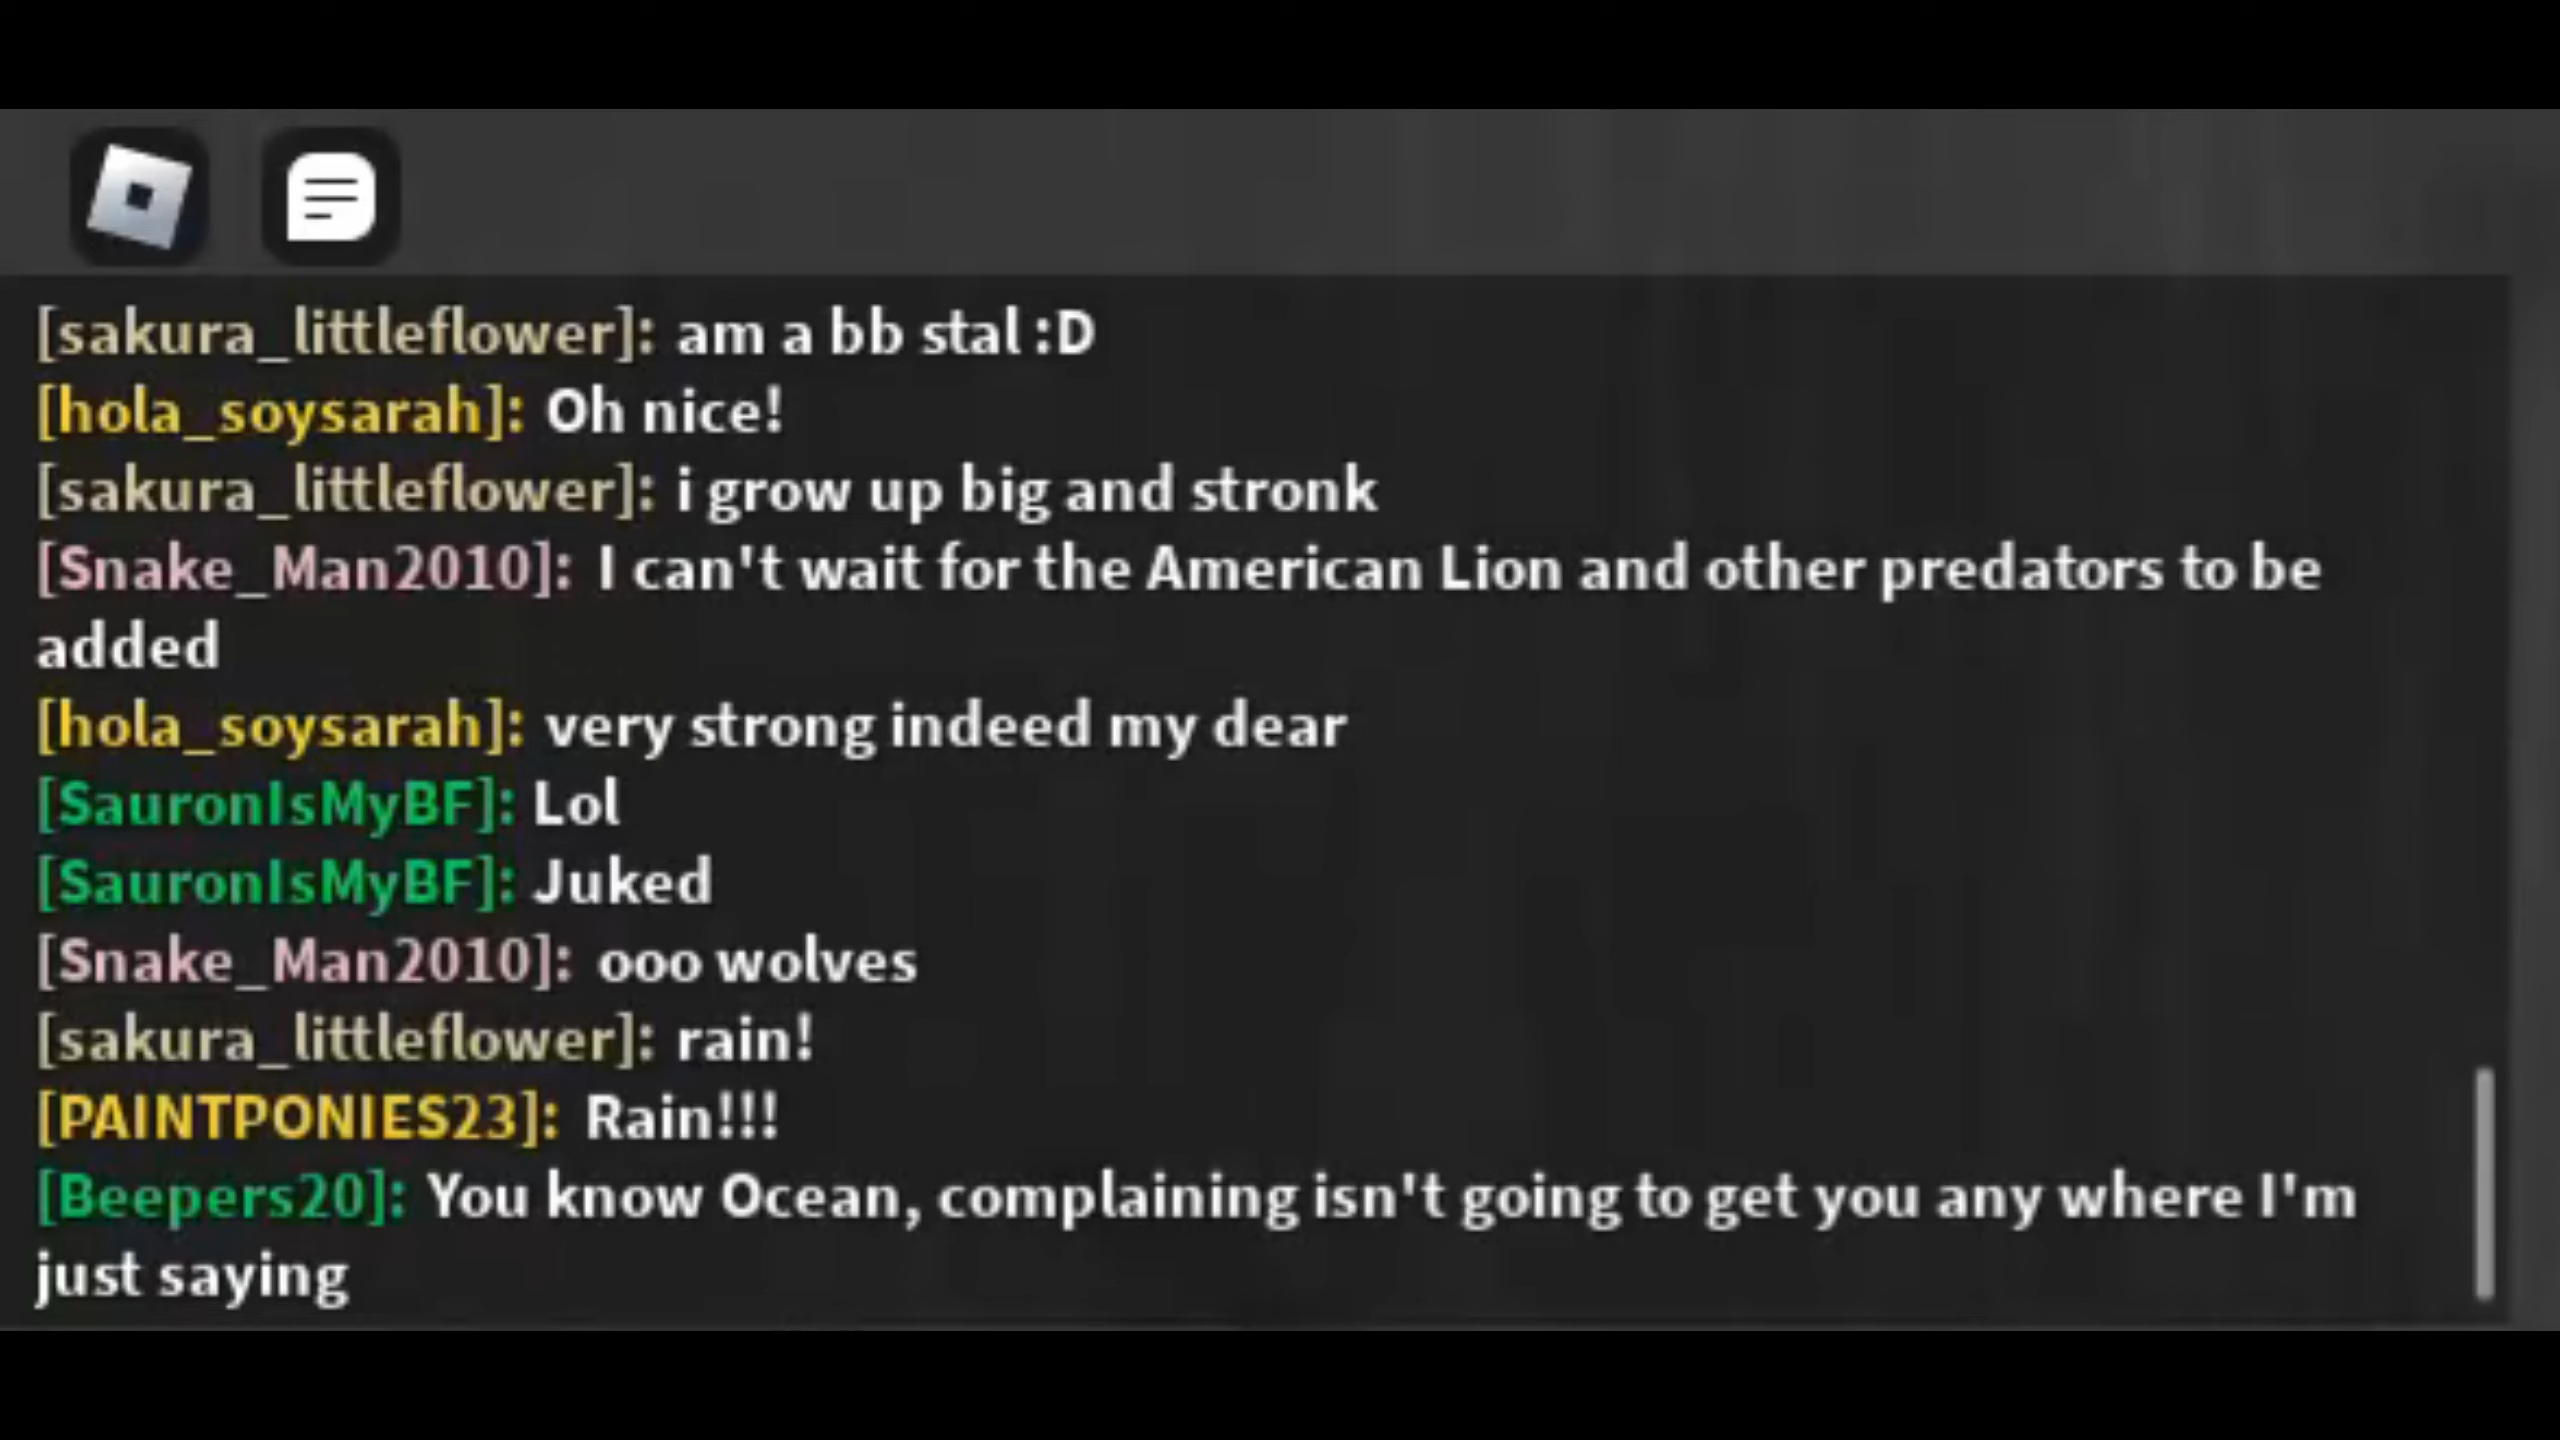 [sakura_littleflower]: am a bb stal :D
[hola_soysarah]: Oh nice!
[sakura_littleflower]: i grow up big and stronk
[Snake_Man2010]: I can't wait for the American Lion and other predators to be
added
[hola_soysarah]: very strong indeed my dear
[SauronIsMyBF]: Lol
[SauronIsMyBF]: Juked
[Snake_Man2010]: ooo wolves
[sakura_littleflower]: rain!
[PAINTPONIES23]: Rain!!!
[Beepers20]: You know Ocean, complaining isn't going to get you any where I'm
just saying